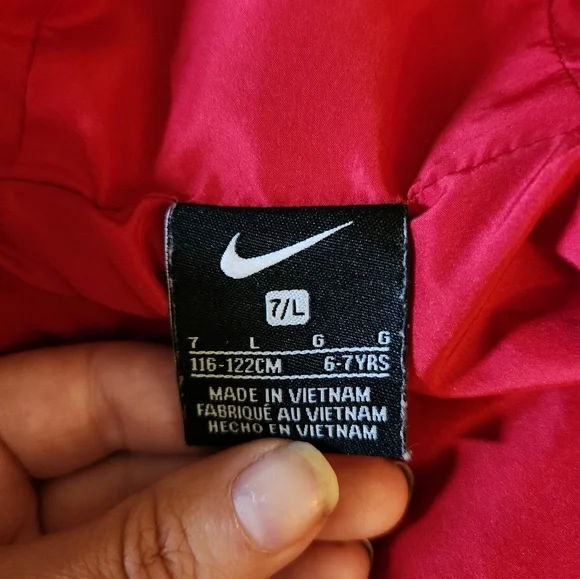 7/L
7 L G G
116-122CM 6-7YRS
MADE IN VIETNAM
FABRIQUÉ AU VIETNAM
HECHO EN VIETNAM